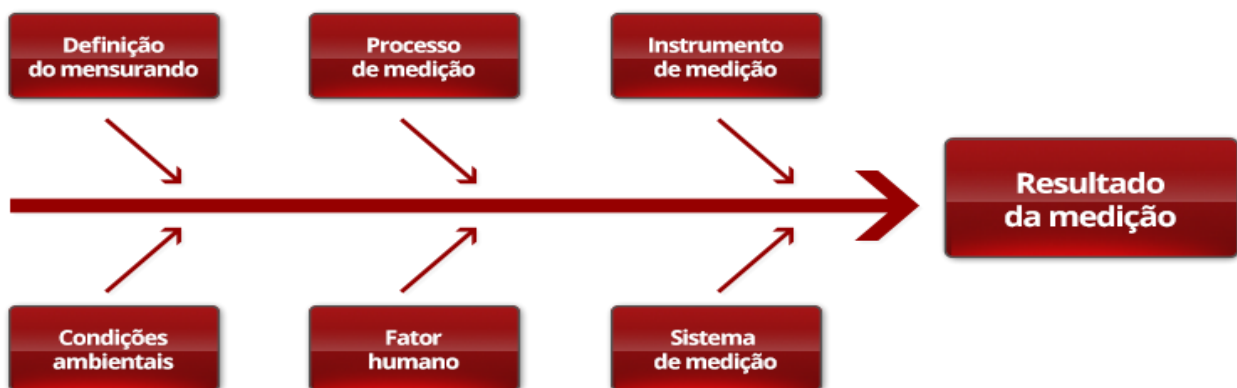 Definição
do mensurando
Processo
de medição
Instrumento
de medição
Resultado
da medição
Condições
ambientais
Fator
humano
Sistema
de medição